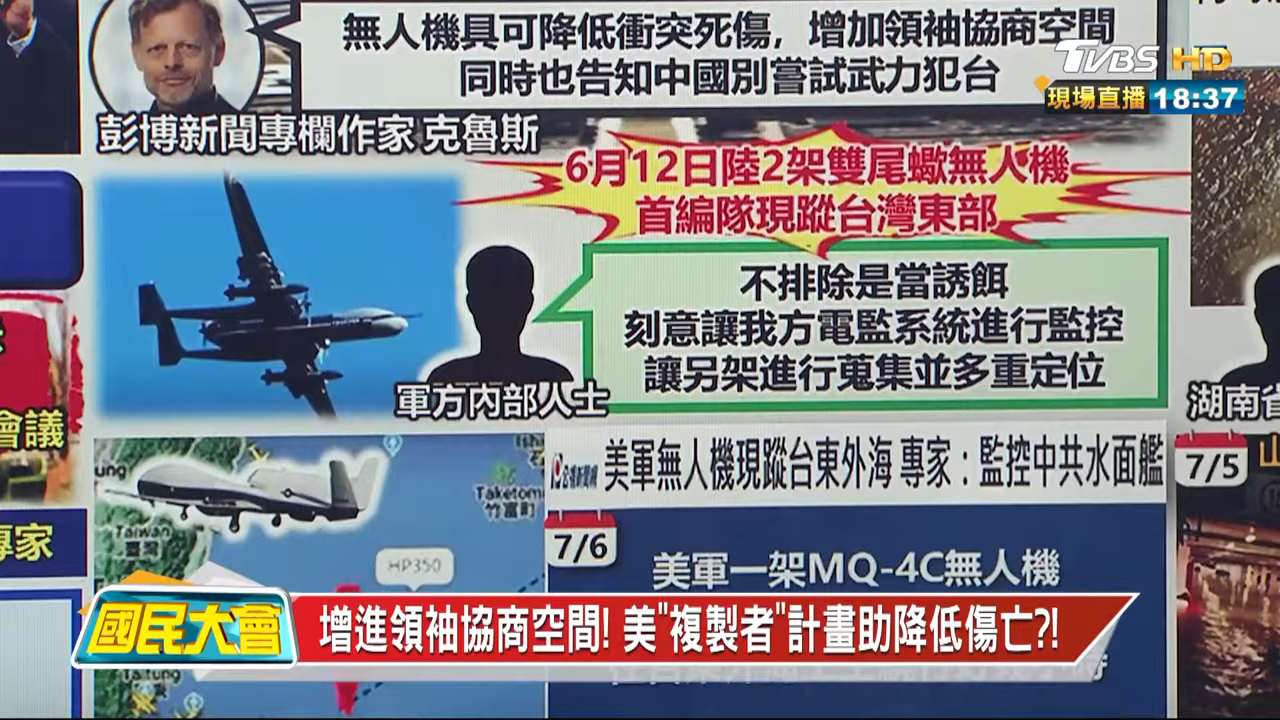 無人機具可降低衝突死傷，增加領袖協商空間
同時也告知中國別嘗試武力犯台
TVBS HD
現場直播 18:37
彭博新聞專欄作家 克魯斯
6月12日陸2架雙尾蠍無人機
首編隊現蹤台灣東部
不排除是當誘餌
刻意讓我方電監系統進行監控
讓另架進行蒐集並多重定位
軍方內部人士
湖南省
會議
公視新聞網
美軍無人機現蹤台東外海 專家：監控中共水面艦
7/5
山
專家
Taketom
竹富町
Taiwan
臺灣
HP350
7/6
美軍一架MQ-4C無人機
國民大會
增進領袖協商空間! 美"複製者"計畫助降低傷亡?!